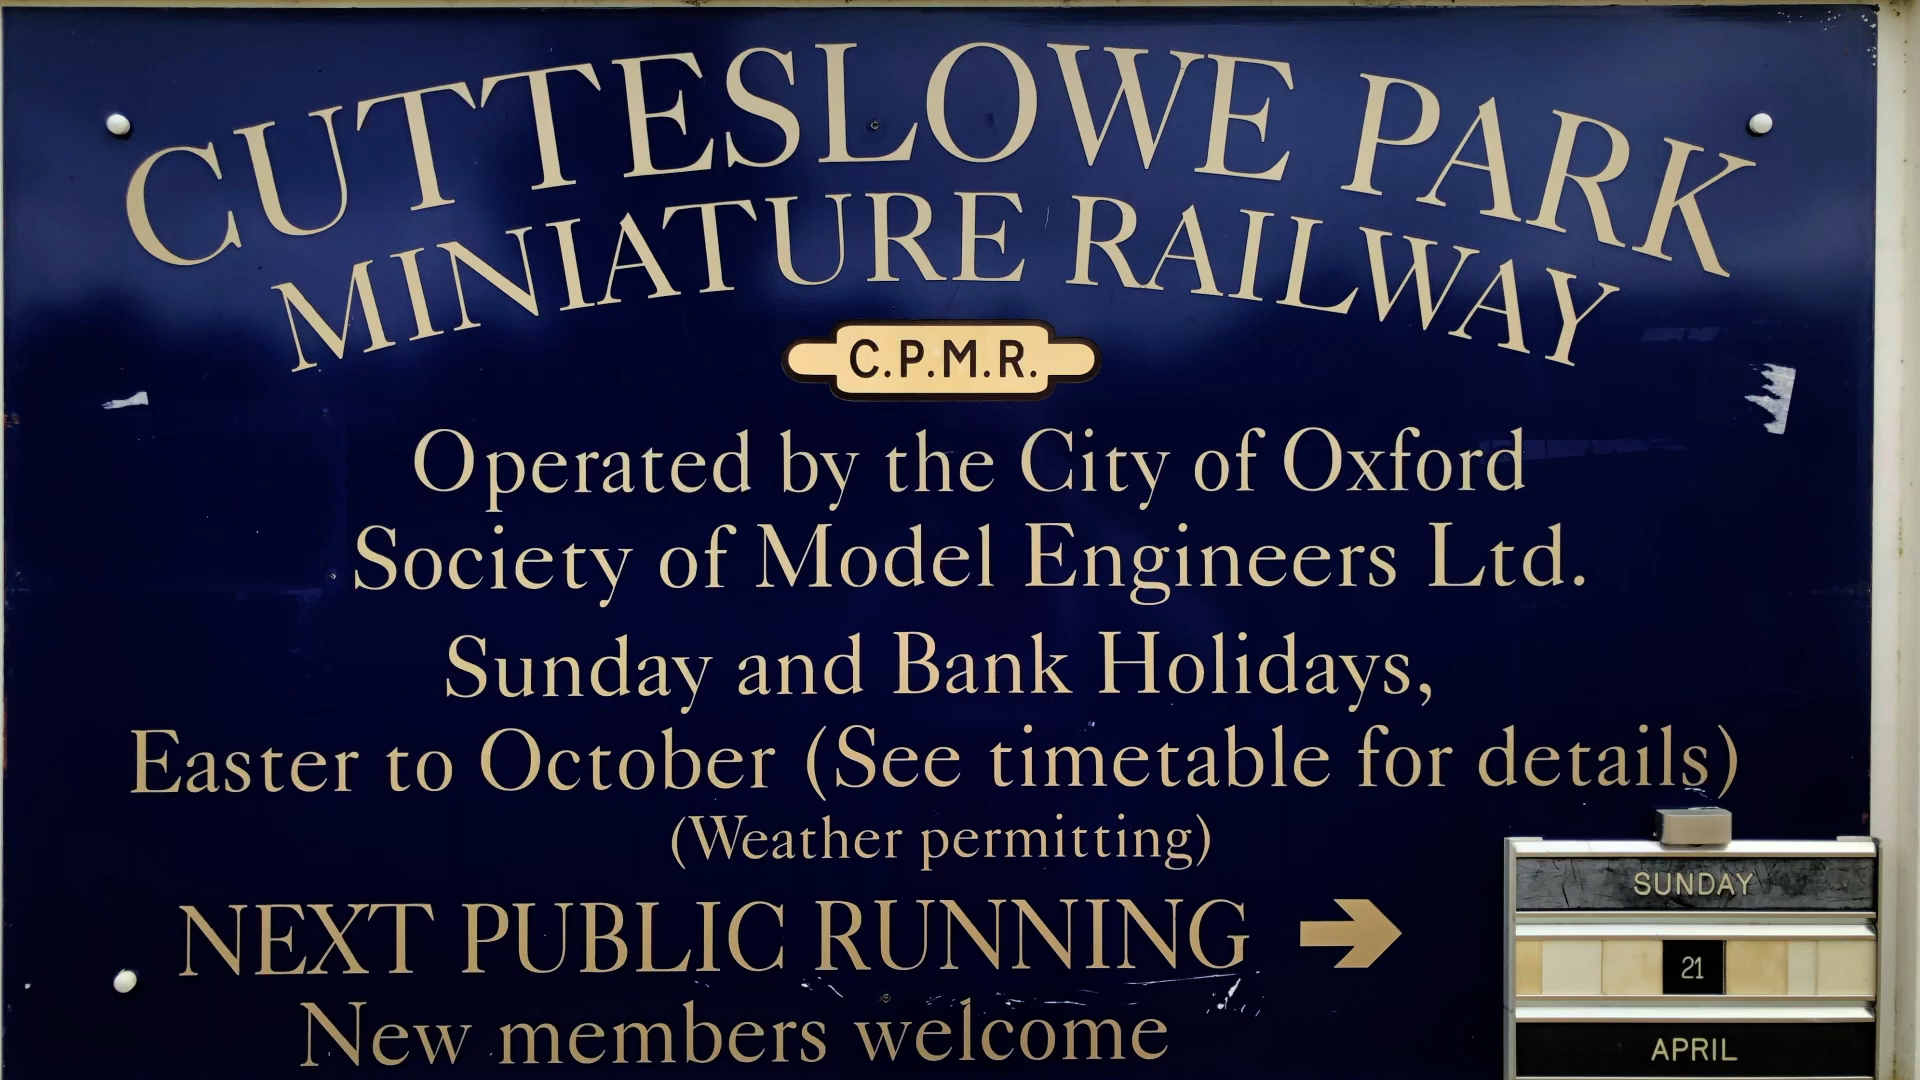 CUTTESLOWE PARK
MINIATURE RAILWAY
C.P.M.R.
Operated by the City of Oxford
Society of Model Engineers Ltd.
Sunday and Bank Holidays,
Easter to October (See timetable for details)
(Weather permitting)
NEXT PUBLIC RUNNING
New members welcome
SUNDAY
21
APRIL